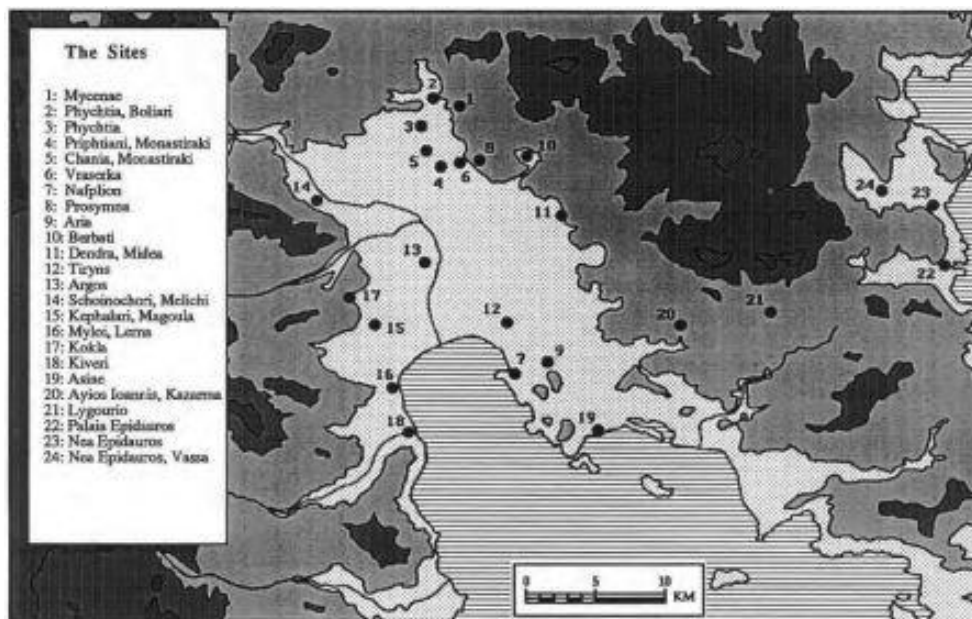 The Sites
1: Mycenae
2: Phychtia, Boliari
3: Phychtia
4: Priphtiani, Monastiraki
5: Chania, Monastiraki
6: Vraserka
7: Nafplion
8: Prosymna
9: Aria
10: Berbati
11: Dendra, Midea
12: Tiryns
13: Argos
14: Schoinochori, Melichi
15: Kephalari, Magoula
16: Myloi, Lerna
17: Kokla
18: Kiveri
19: Asine
20: Ayios Ioannis, Kazarma
21: Lygourio
22: Palaia Epidauros
23: Nea Epidauros
24: Nea Epidauros, Vassa
2
1
3
5
4
6
8
10
14
11
24
23
13
22
17
21
15
12
20
7
9
16
18
19
0 5 10
KM